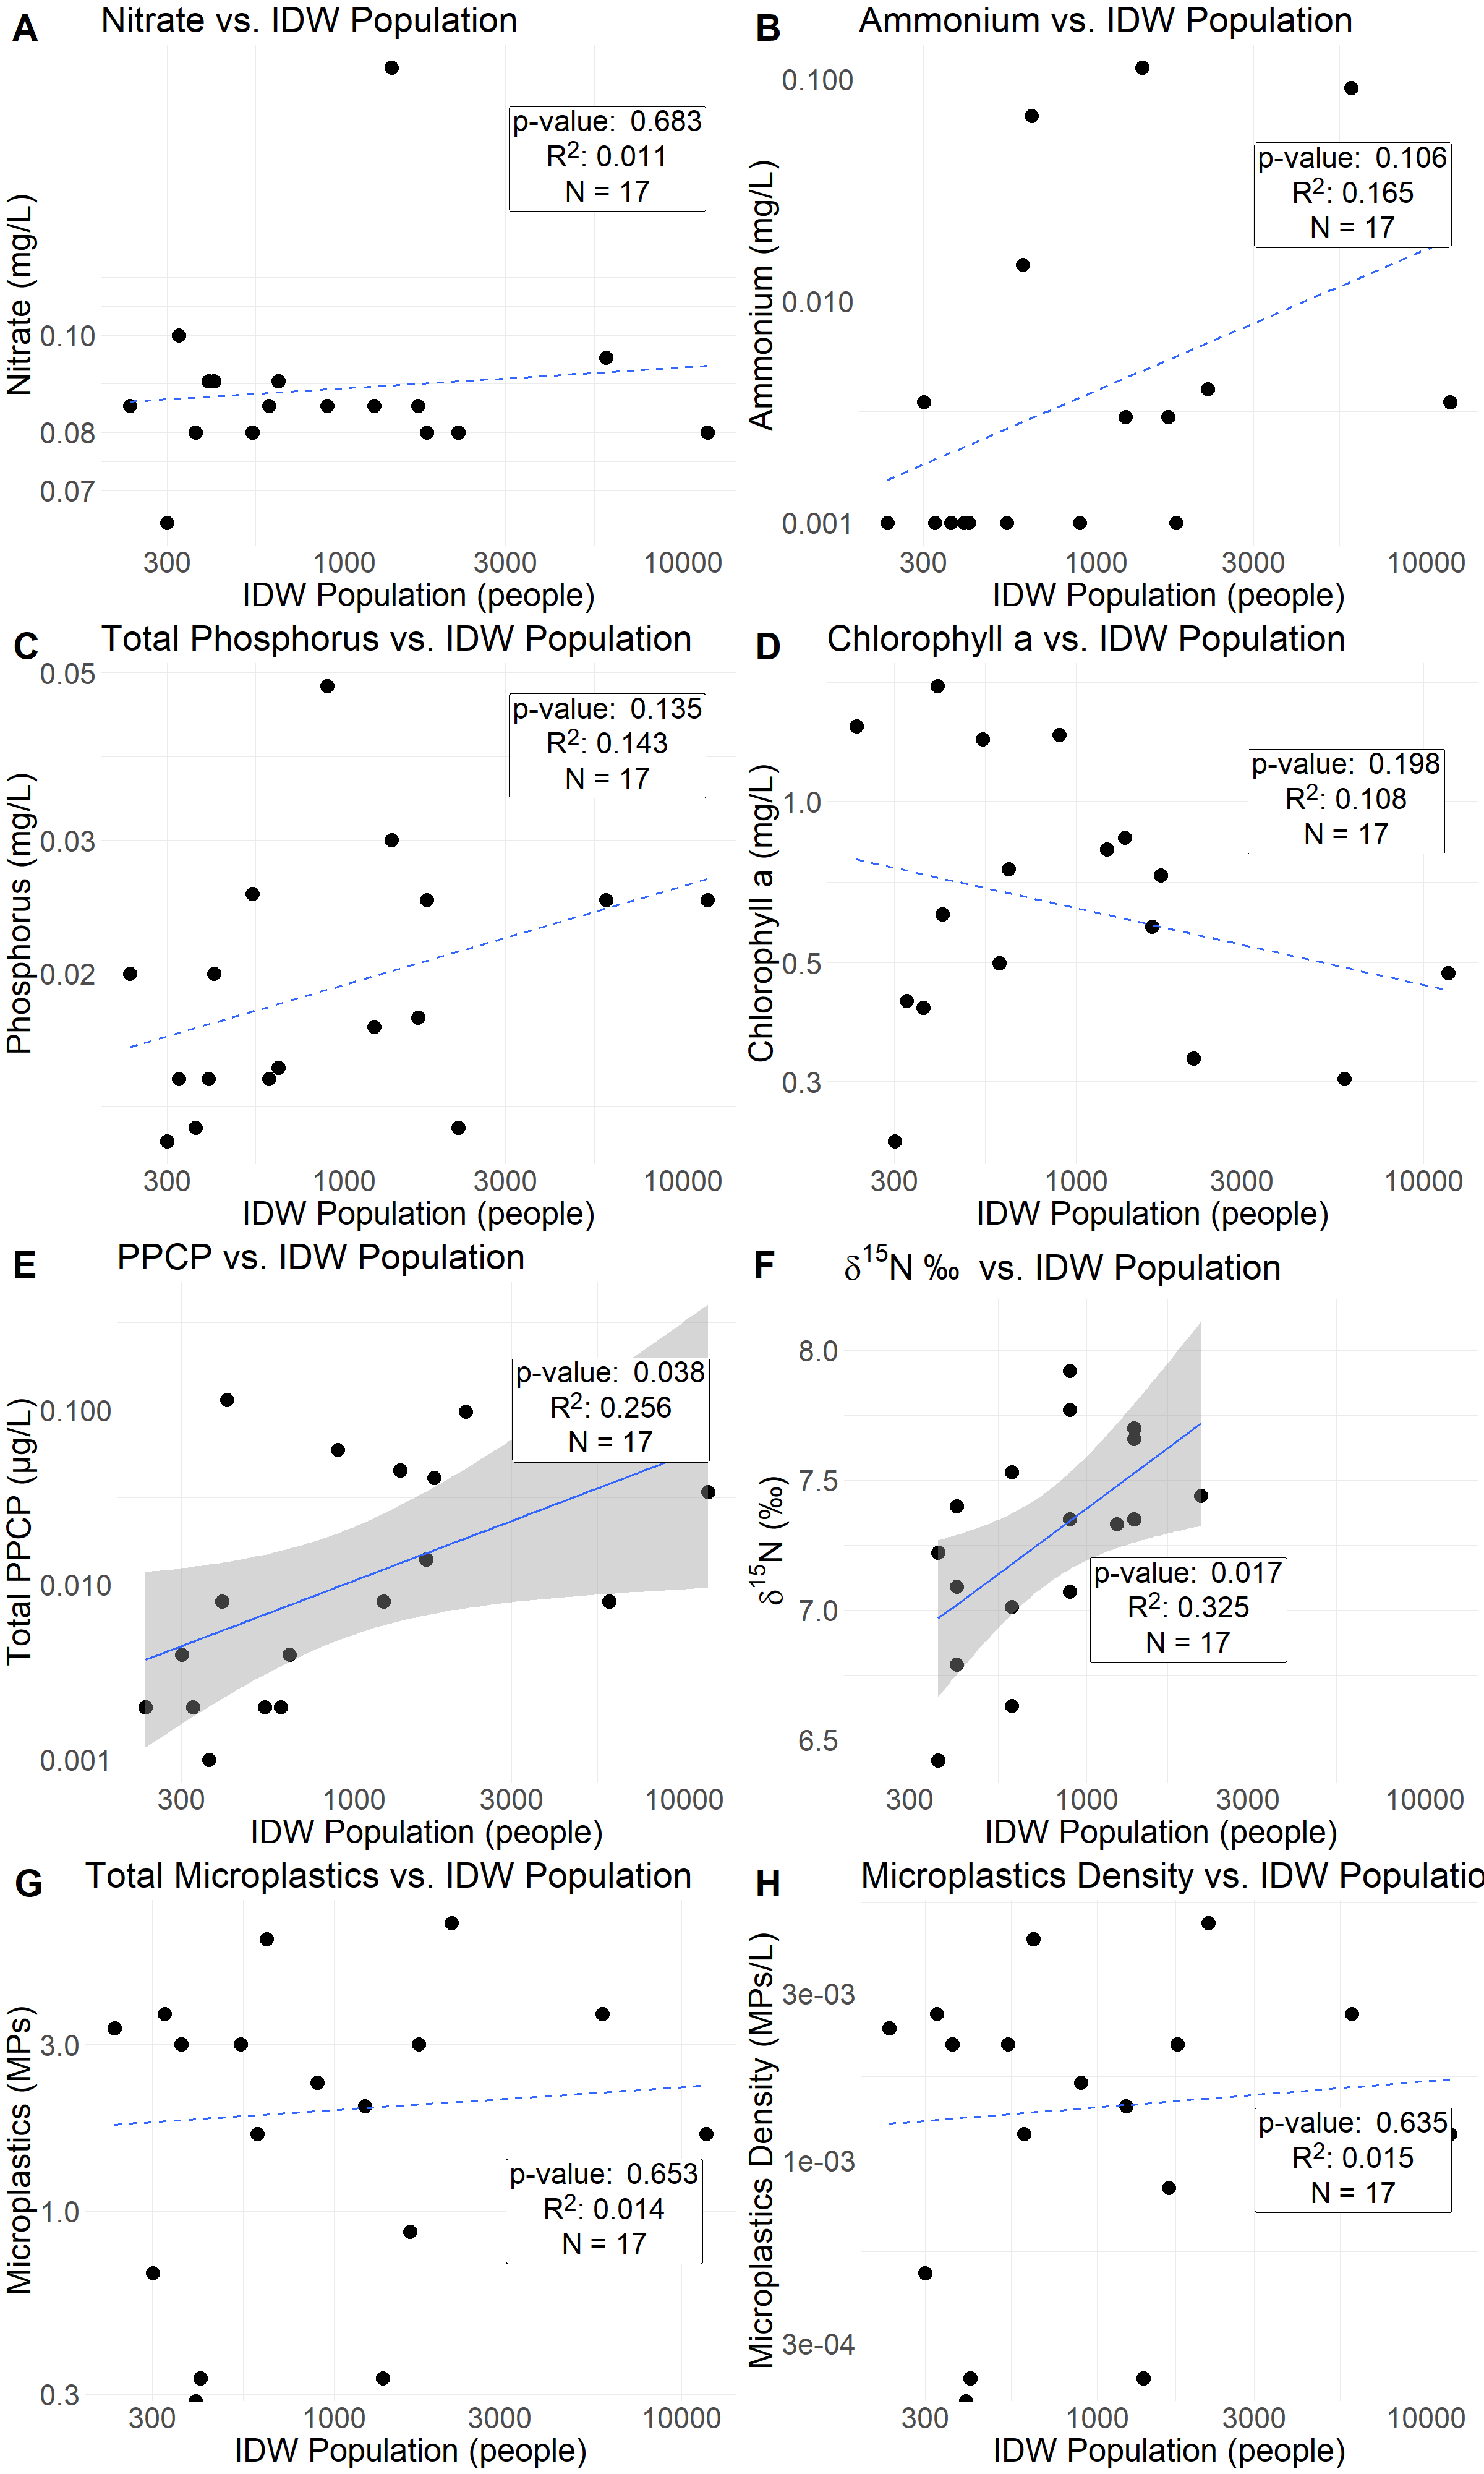 A Nitrate vs. IDW Population
Nitrate (mg/L)
0.10
0.08
0.07
p-value: 0.683
R2: 0.011
N = 17
300 1000 3000 10000
IDW Population (people)
B Ammonium vs. IDW Population
Ammonium (mg/L)
0.100
0.010
0.001
p-value: 0.106
R2: 0.165
N = 17
300 1000 3000 10000
IDW Population (people)
C Total Phosphorus vs. IDW Population
Phosphorus (mg/L)
0.05
0.03
0.02
p-value: 0.135
R2: 0.143
N = 17
300 1000 3000 10000
IDW Population (people)
D Chlorophyll a vs. IDW Population
Chlorophyll a (mg/L)
1.0
0.5
0.3
p-value: 0.198
R2: 0.108
N = 17
300 1000 3000 10000
IDW Population (people)
E PPCP vs. IDW Population
Total PPCP (µg/L)
0.100
0.010
0.001
p-value: 0.038
R2: 0.256
N = 17
300 1000 3000 10000
IDW Population (people)
F δ15N ‰ vs. IDW Population
δ15N (‰)
8.0
7.5
7.0
6.5
p-value: 0.017
R2: 0.325
N = 17
300 1000 3000 10000
IDW Population (people)
G Total Microplastics vs. IDW Population
Microplastics (MPs)
3.0
1.0
0.3
p-value: 0.653
R2: 0.014
N = 17
300 1000 3000 10000
IDW Population (people)
H Microplastics Density vs. IDW Populatio
Microplastics Density (MPs/L)
3e-03
1e-03
3e-04
p-value: 0.635
R2: 0.015
N = 17
300 1000 3000 10000
IDW Population (people)